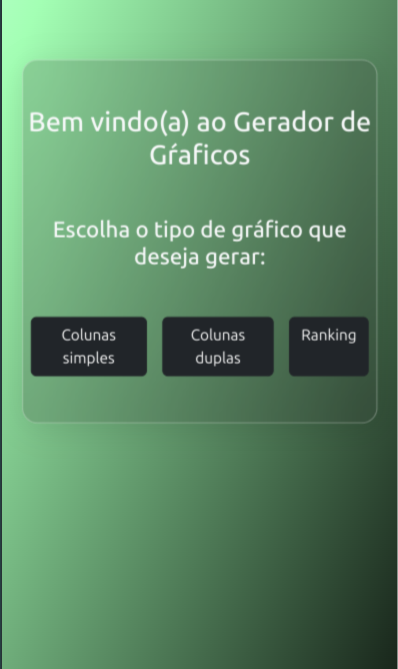 Bem vindo(a) ao Gerador de
Gŕaficos
Escolha o tipo de gráfico que
deseja gerar:
Colunas
simples
Colunas
duplas
Ranking